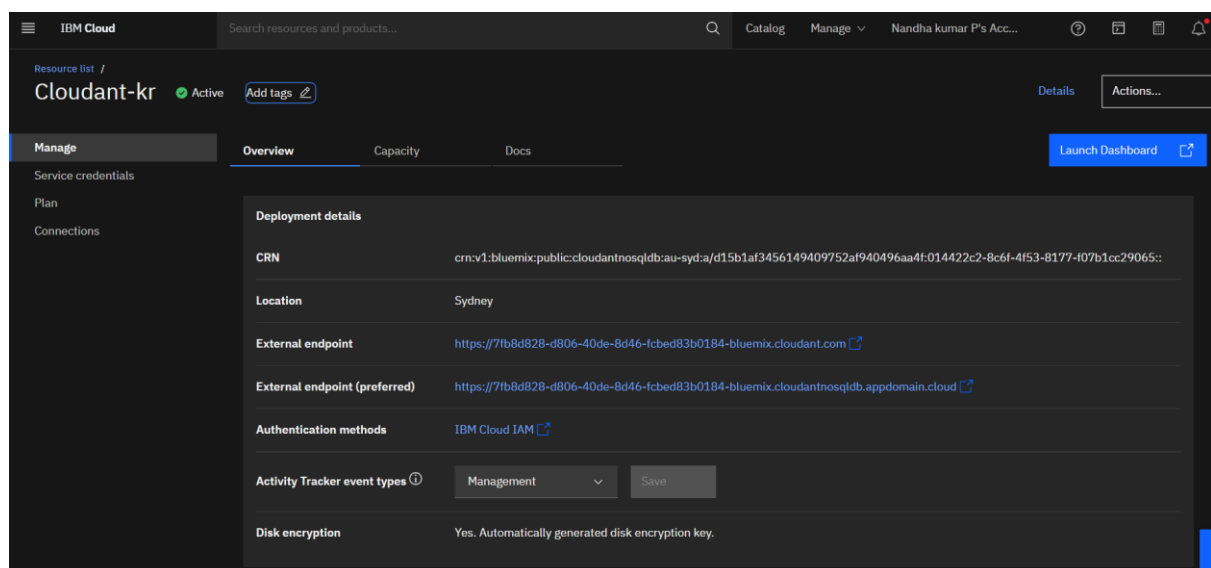 IBM Cloud
Search resources and products...
Catalog
Manage
Nandha kumar P's Acc...
Resource list /
Cloudant-kr
Active
Add tags
Details
Actions...
Manage
Service credentials
Plan
Connections
Overview
Capacity
Docs
Launch Dashboard
Deployment details
CRN
crn:v1:bluemix:public:cloudantnosqldb:au-syd:a/d15b1af3456149409752af940496aa4f:014422c2-8c6f-4f53-8177-f07b1cc29065::
Location
Sydney
External endpoint
https://7fb8d828-d806-40de-8d46-fcbed83b0184-bluemix.cloudant.com
External endpoint (preferred)
https://7fb8d828-d806-40de-8d46-fcbed83b0184-bluemix.cloudantnosqldb.appdomain.cloud
Authentication methods
IBM Cloud IAM
Activity Tracker event types
Management
Save
Disk encryption
Yes. Automatically generated disk encryption key.